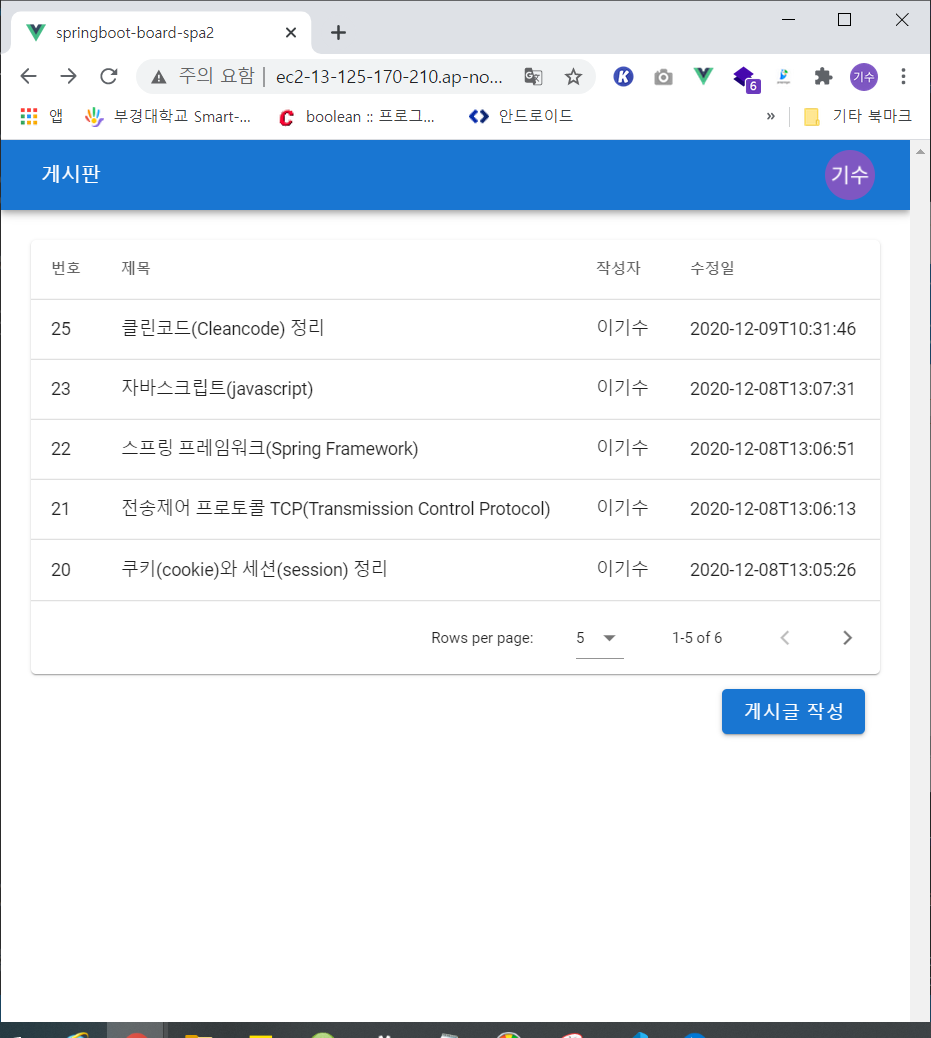 springboot-board-spa2
주의 요함 | ec2-13-125-170-210.ap-no...
6
기수
앱 부경대학교 Smart-... boolean :: 프로그... 안드로이드 » 기타 북마크
게시판 기수
번호 제목 작성자 수정일
25 클린코드(Cleancode) 정리 이기수 2020-12-09T10:31:46
23 자바스크립트(javascript) 이기수 2020-12-08T13:07:31
22 스프링 프레임워크(Spring Framework) 이기수 2020-12-08T13:06:51
21 전송제어 프로토콜 TCP(Transmission Control Protocol) 이기수 2020-12-08T13:06:13
20 쿠키(cookie)와 세션(session) 정리 이기수 2020-12-08T13:05:26
Rows per page: 5 1-5 of 6
게시글 작성